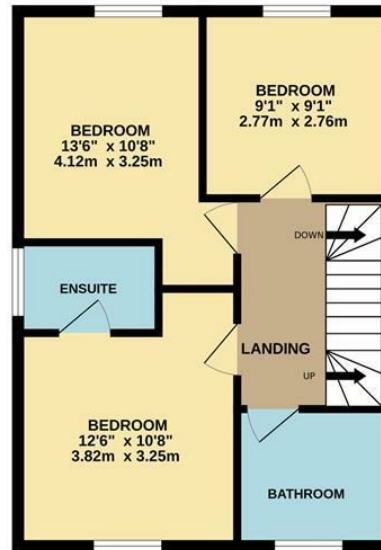 BEDROOM
13'6" x 10'8"
4.12m x 3.25m
BEDROOM
9'1" x 9'1"
2.77m x 2.76m
DOWN
ENSUITE
LANDING
UP
BEDROOM
12'6" x 10'8"
3.82m x 3.25m
BATHROOM